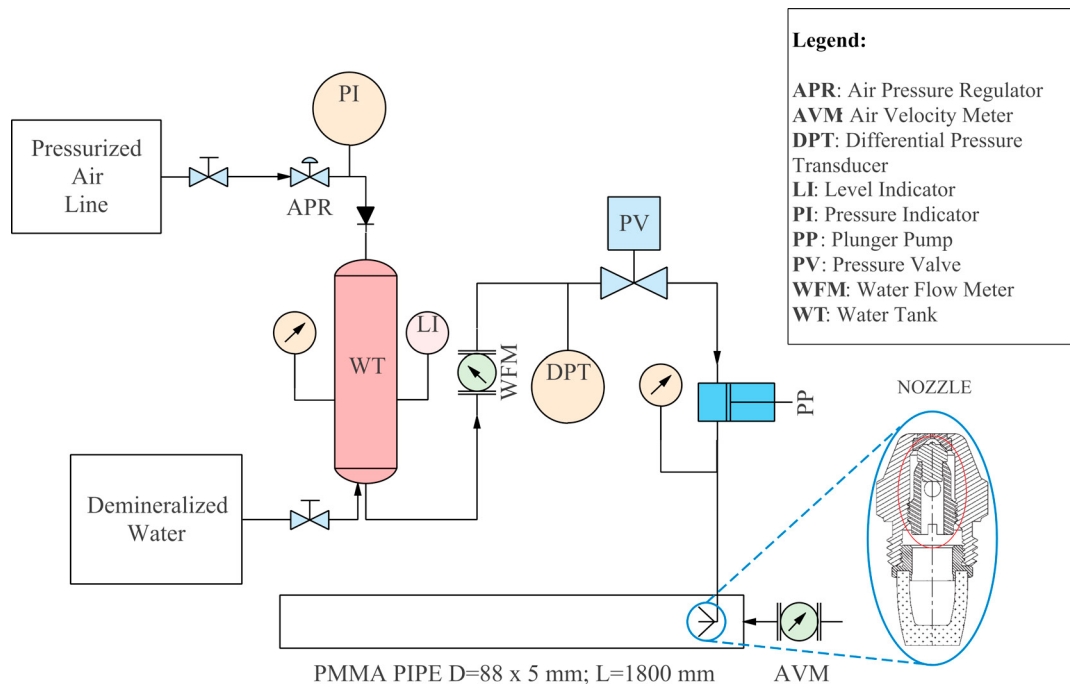 Pressurized
Air
Line
PI
APR
WT
LI
WFM
DPT
PV
PP
Legend:
APR: Air Pressure Regulator
AVM: Air Velocity Meter
DPT: Differential Pressure
Transducer
LI: Level Indicator
PI: Pressure Indicator
PP: Plunger Pump
PV: Pressure Valve
WFM: Water Flow Meter
WT: Water Tank
NOZZLE
Demineralized
Water
PMMA PIPE D=88 x 5 mm; L=1800 mm
AVM